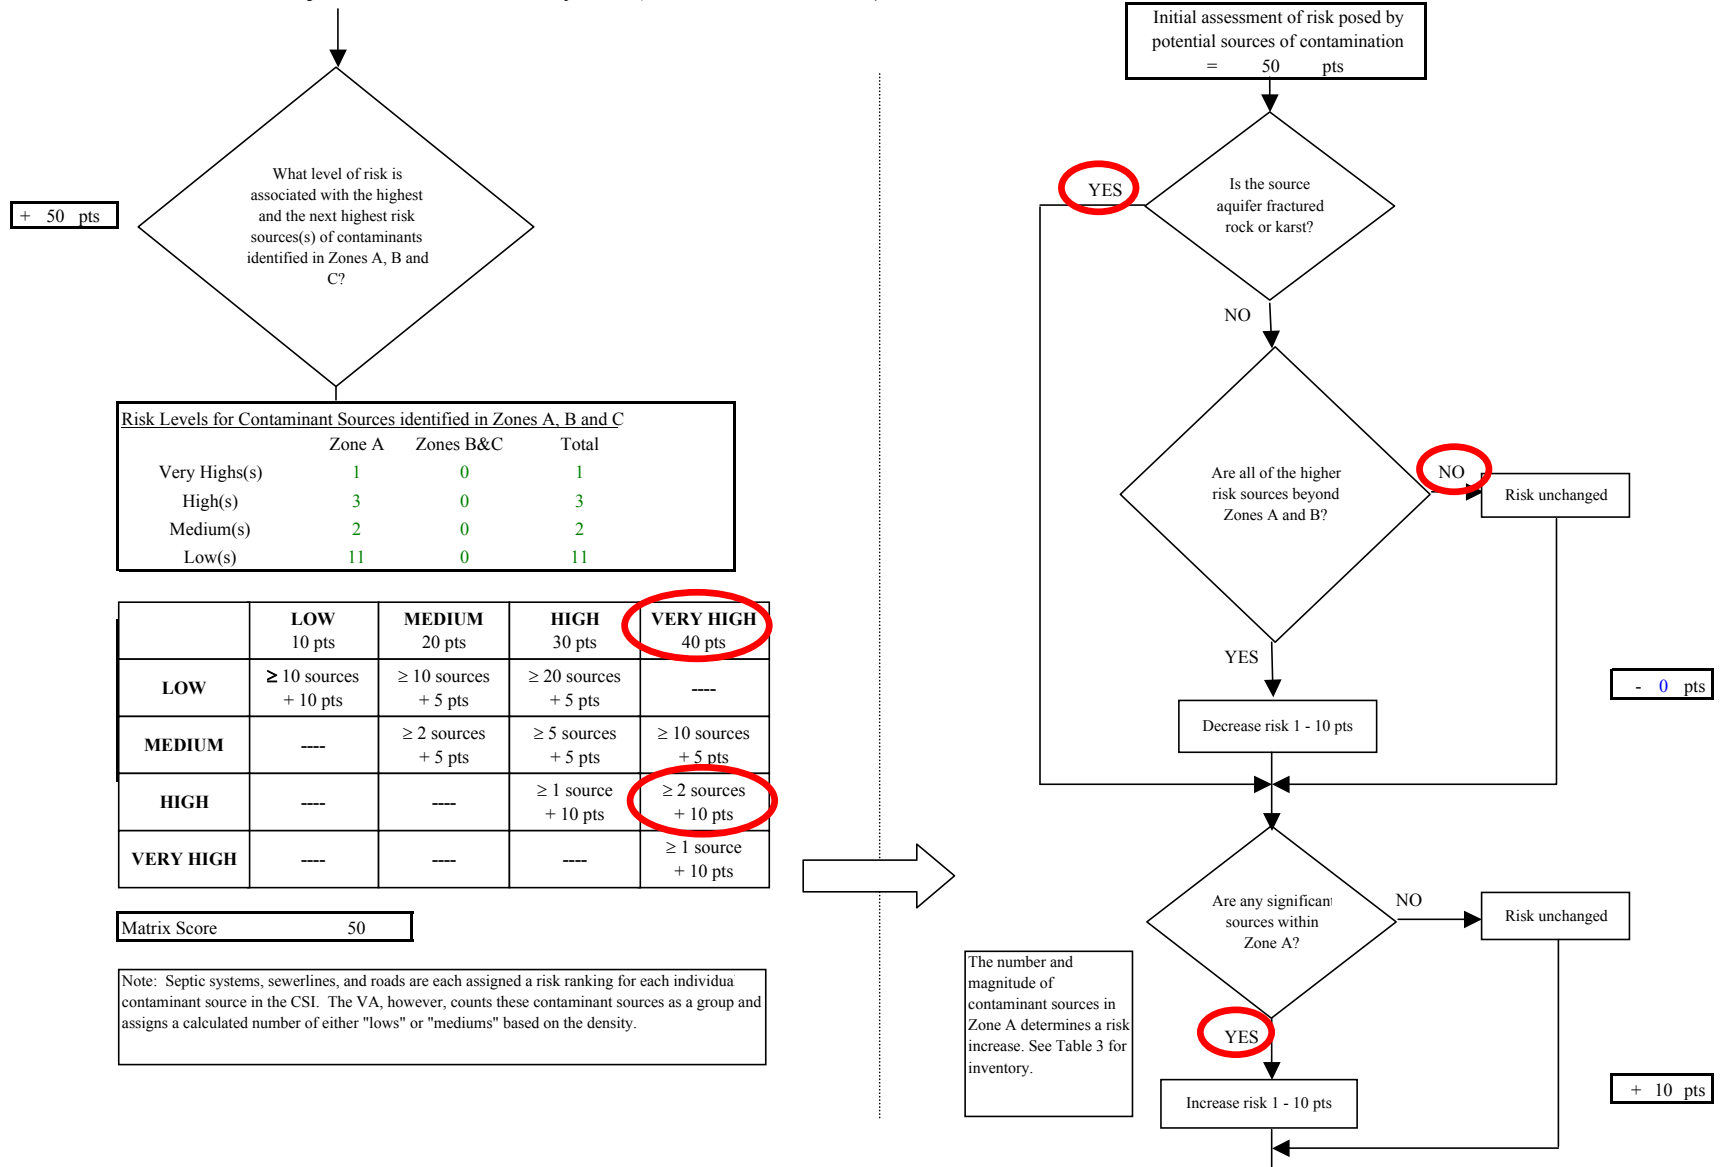 What level of risk is
associated with the highest
and the next highest risk
sources(s) of contaminants
identified in Zones A, B and
C?
+ 50 pts
Risk Levels for Contaminant Sources identified in Zones A, B and C
Zone A Zones B&C Total
Very Highs(s) 1 0 1
High(s) 3 0 3
Medium(s) 2 0 2
Low(s) 11 0 11
LOW MEDIUM HIGH VERY HIGH
10 pts 20 pts 30 pts 40 pts
LOW ≥ 10 sources + 10 pts ≥ 10 sources + 5 pts ≥ 20 sources + 5 pts ----
MEDIUM ---- ≥ 2 sources + 5 pts ≥ 5 sources + 5 pts ≥ 10 sources + 5 pts
HIGH ---- ---- ≥ 1 source + 10 pts ≥ 2 sources + 10 pts
VERY HIGH ---- ---- ---- ≥ 1 source + 10 pts
Matrix Score 50
Note: Septic systems, sewerlines, and roads are each assigned a risk ranking for each individua
contaminant source in the CSI. The VA, however, counts these contaminant sources as a group and
assigns a calculated number of either "lows" or "mediums" based on the density.
Initial assessment of risk posed by
potential sources of contamination
= 50 pts
YES
Is the source
aquifer fractured
rock or karst?
NO
Are all of the higher
risk sources beyond
Zones A and B?
NO
Risk unchanged
YES
- 0 pts
Decrease risk 1 - 10 pts
Are any significant
sources within
Zone A?
NO
Risk unchanged
The number and
magnitude of
contaminant sources in
Zone A determines a risk
increase. See Table 3 for
inventory.
YES
+ 10 pts
Increase risk 1 - 10 pts